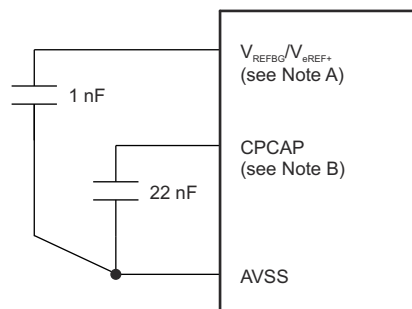 V_REFBG/V_eREF+
(see Note A)
1 nF
CPCAP
(see Note B)
22 nF
AVSS